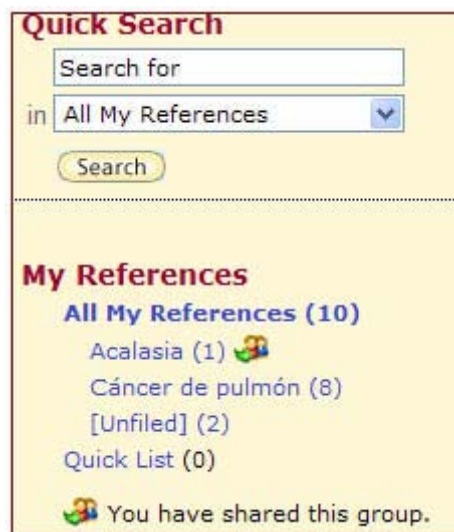 Quick Search
Search for
in All My References
Search
My References
All My References (10)
Acalasia (1)
Cáncer de pulmón (8)
[Unfiled] (2)
Quick List (0)
You have shared this group.